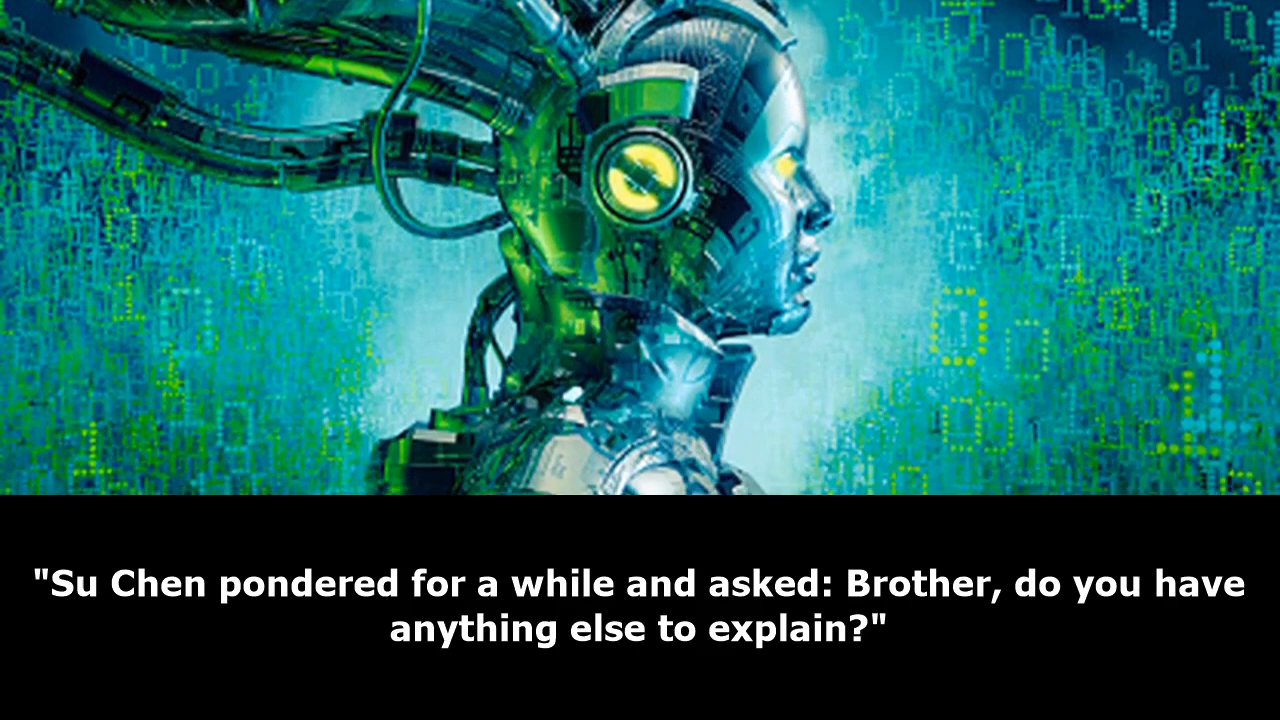 "Su Chen pondered for a while and asked: Brother, do you have
anything else to explain?"